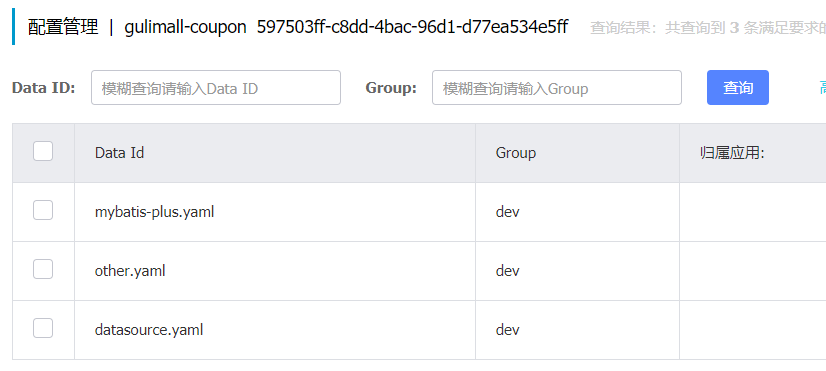 配置管理 | gulimall-coupon 597503ff-c8dd-4bac-96d1-d77ea534e5ff 查询结果：共查询到 3 条满足要求的
Data ID: 模糊查询请输入Data ID Group: 模糊查询请输入Group 查询
Data Id Group 归属应用:
mybatis-plus.yaml dev
other.yaml dev
datasource.yaml dev